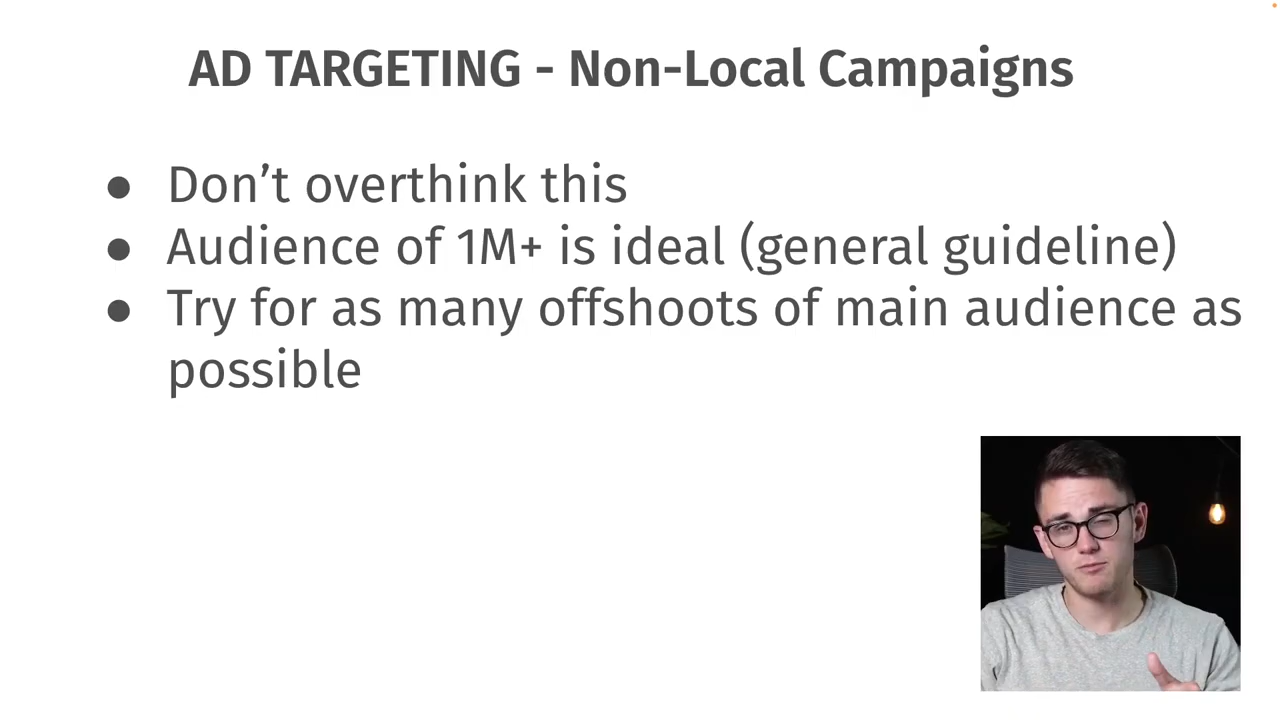 AD TARGETING - Non-Local Campaigns
● Don’t overthink this
● Audience of 1M+ is ideal (general guideline)
● Try for as many offshoots of main audience as
possible